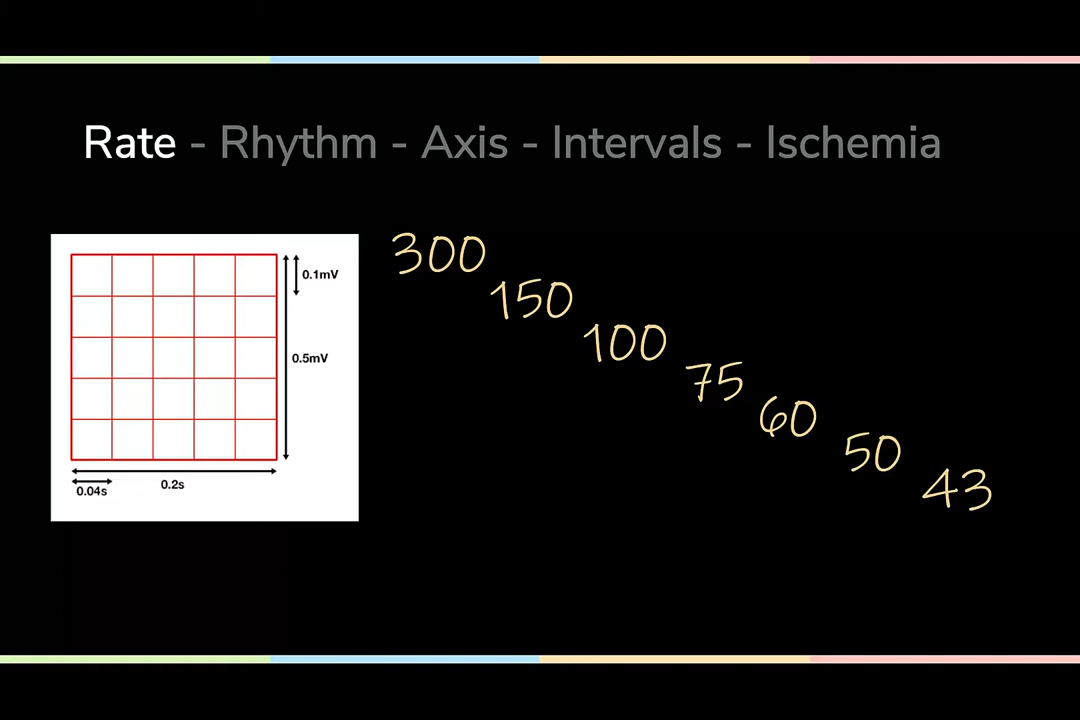 Rate - Rhythm - Axis - Intervals - Ischemia
0.1mV
0.5mV
0.04s
0.2s
300
150
100
75
60
50
43